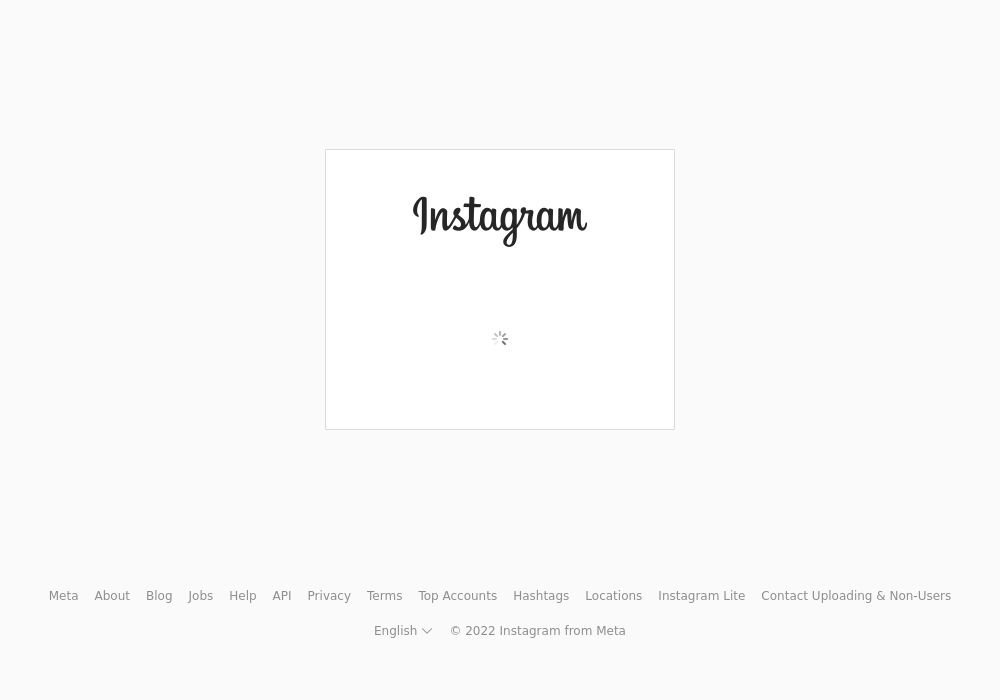 Instagram
Meta About Blog Jobs Help API Privacy Terms Top Accounts Hashtags Locations Instagram Lite Contact Uploading & Non-Users
English © 2022 Instagram from Meta